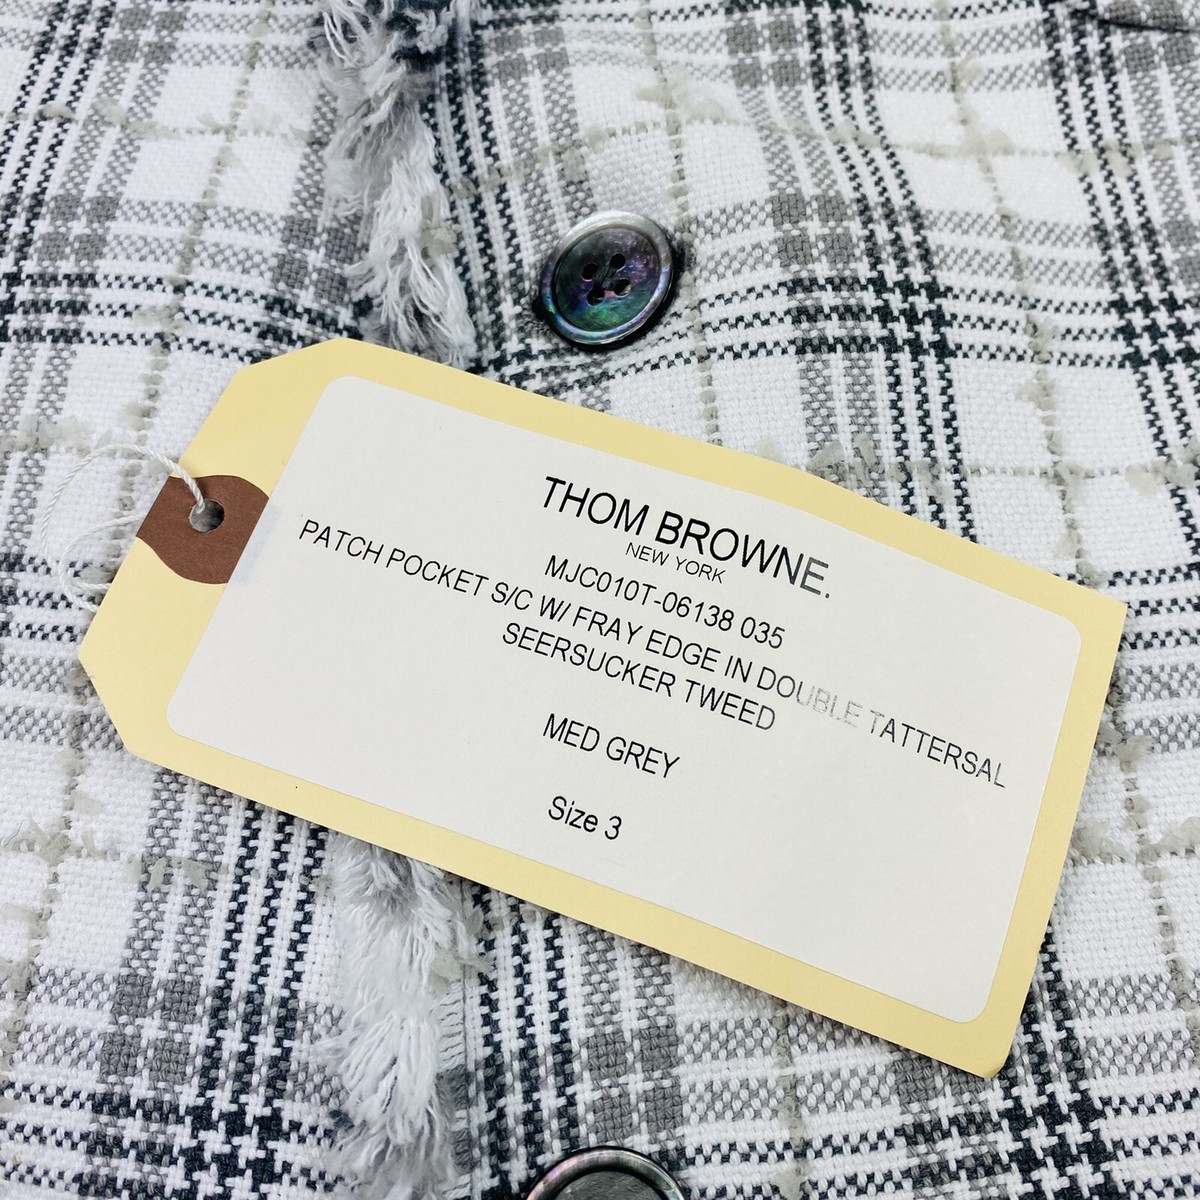 THOM BROWNE.
NEW YORK
MJC010T-06138 035
PATCH POCKET S/C W/ FRAY EDGE IN DOUBLE TATTERSAL
SEERSUCKER TWEED
MED GREY
Size 3